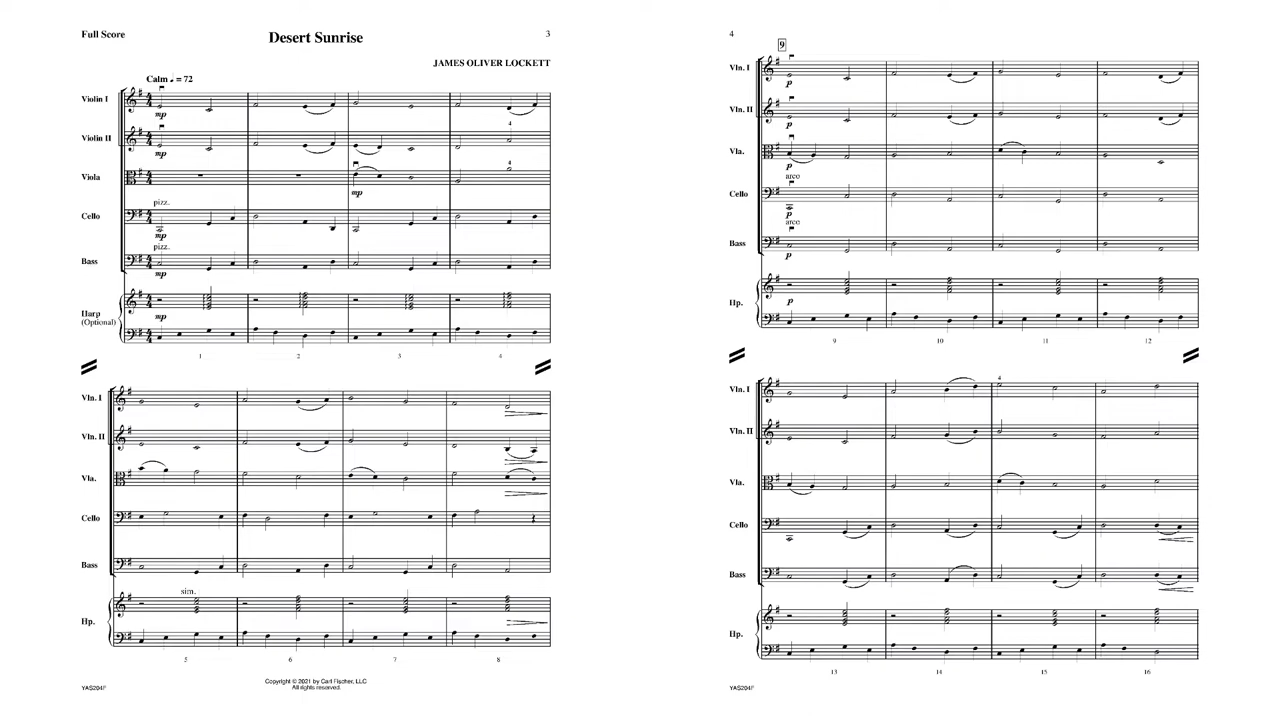 Full Score
Desert Sunrise
3
JAMES OLIVER LOCKETT
Calm ♩ = 72
Violin I
mp
Violin II
mp
4
Viola
mp
4
pizz.
Cello
mp
pizz.
Bass
mp
Harp
(Optional)
mp
1 2 3 4
Vln. I
Vln. II
Vla.
Cello
Bass
sim.
Hp.
5 6 7 8
Copyright © 2021 by Carl Fischer, LLC
All rights reserved.
YAS204F
4
9
Vln. I
p
Vln. II
p
Vla.
p
arco
Cello
p
arco
Bass
p
Hp.
p
9 10 11 12
4
Vln. I
Vln. II
Vla.
Cello
Bass
Hp.
13 14 15 16
YAS204F